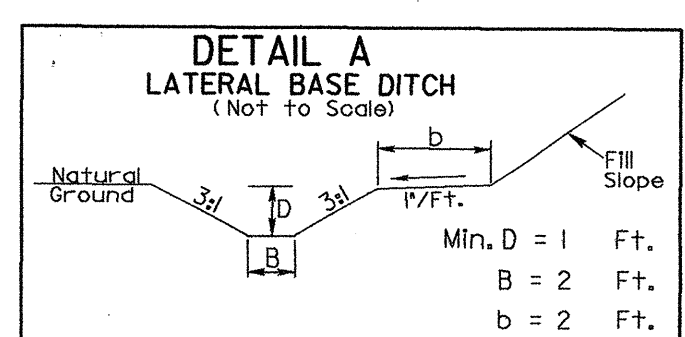 DETAIL A
LATERAL BASE DITCH
(Not to Scale)
b
Natural
Ground
3:1
D
3:1
1"/Ft.
Fill
Slope
B
Min. D = 1 Ft.
B = 2 Ft.
b = 2 Ft.